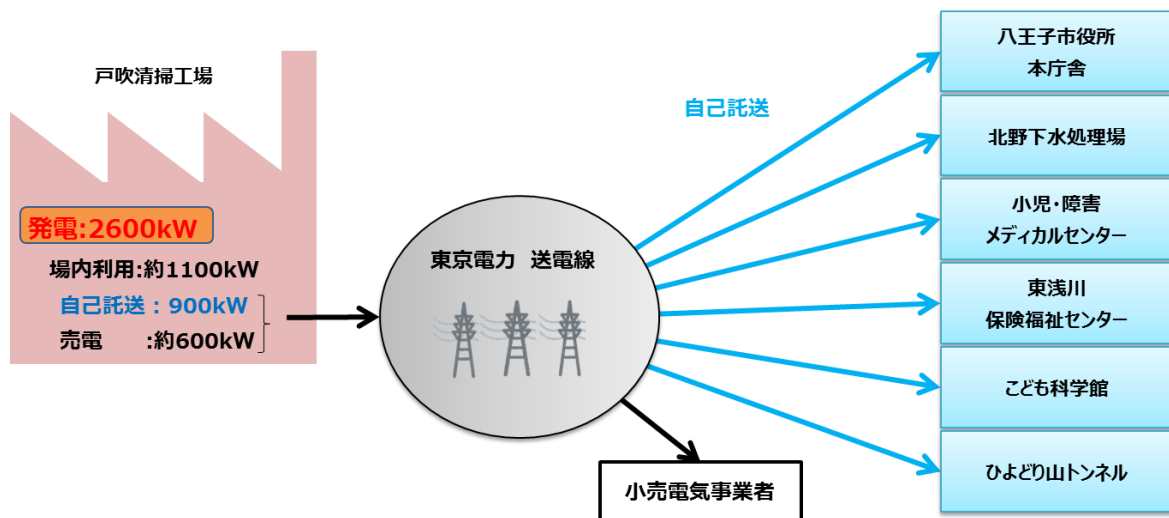 戸吹清掃工場
発電:2600kW
場内利用:約1100kW
自己託送：900kW
売電　　:約600kW
東京電力 送電線
自己託送
小売電気事業者
八王子市役所
本庁舎
北野下水処理場
小児・障害
メディカルセンター
東浅川
保険福祉センター
こども科学館
ひよどり山トンネル